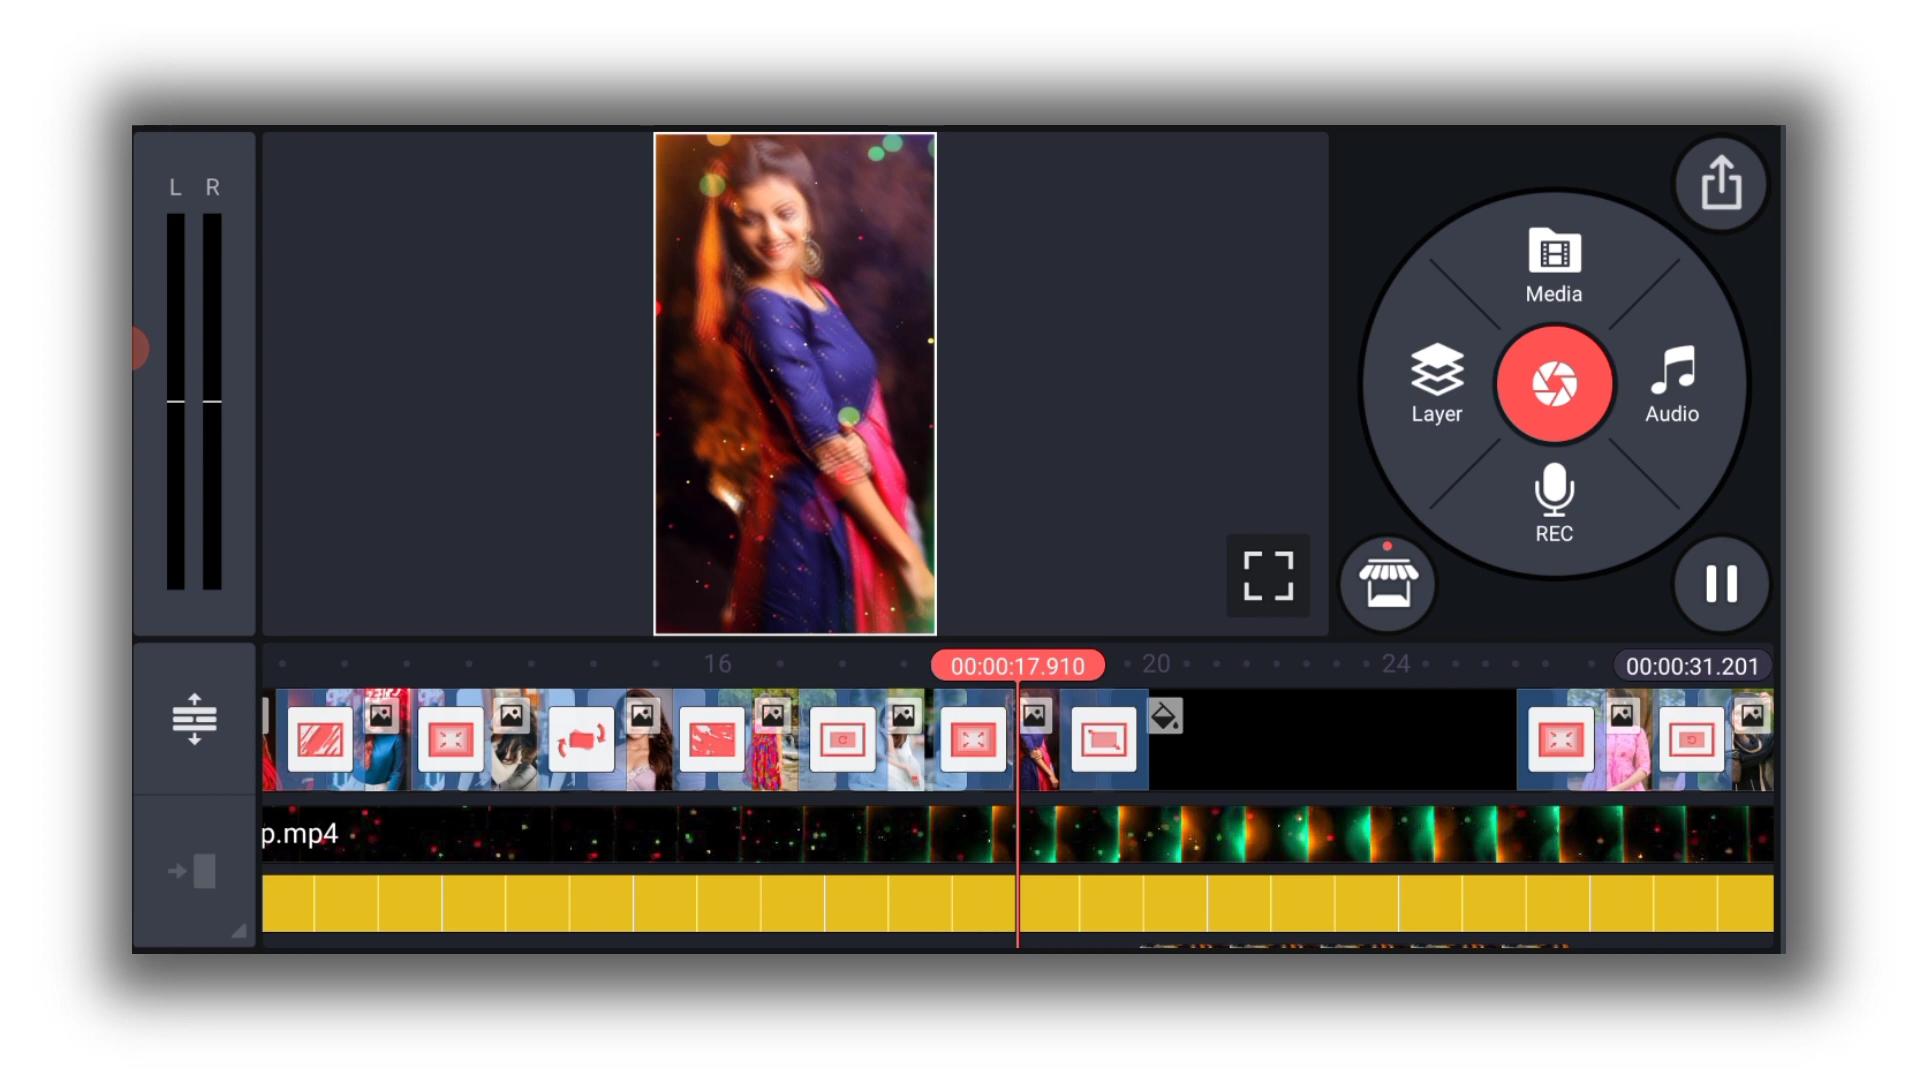 L R
Media
Layer
Audio
REC
16
00:00:17.910
20
24
00:00:31.201
p.mp4